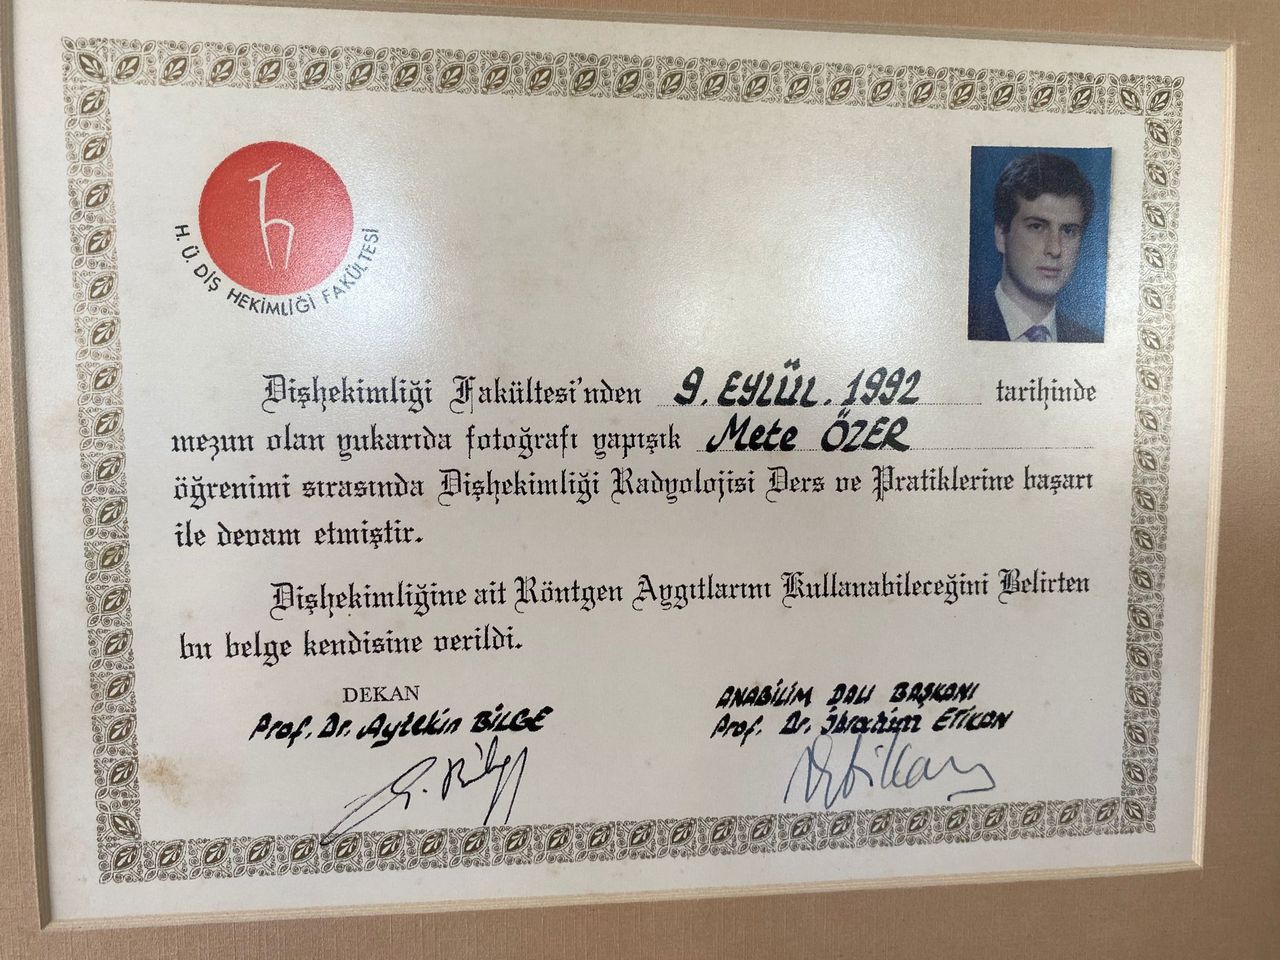 H. Ü. DİŞ HEKİMLİĞİ FAKÜLTESİ
Dişhekimliği Fakültesi'nden 9. EYLÜL. 1992 tarihinde
mezun olan yukarıda fotoğrafı yapışık Mete ÖZER
öğrenimi sırasında Dişhekimliği Radyolojisi Ders ve Pratiklerine başarı
ile devam etmiştir.
Dişhekimliğine ait Röntgen Aygıtlarını Kullanabileceğini Belirten
bu belge kendisine verildi.
DEKAN
Prof. Dr. Aytekin BİLGE
ANABİLİM DALI BAŞKANI
Prof. Dr. İbrahim ETİKAN